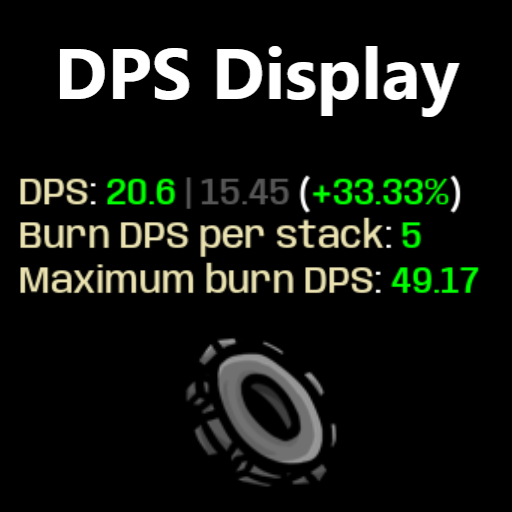 DPS Display
DPS: 20.6 | 15.45 (+33.33%)
Burn DPS per stack: 5
Maximum burn DPS: 49.17